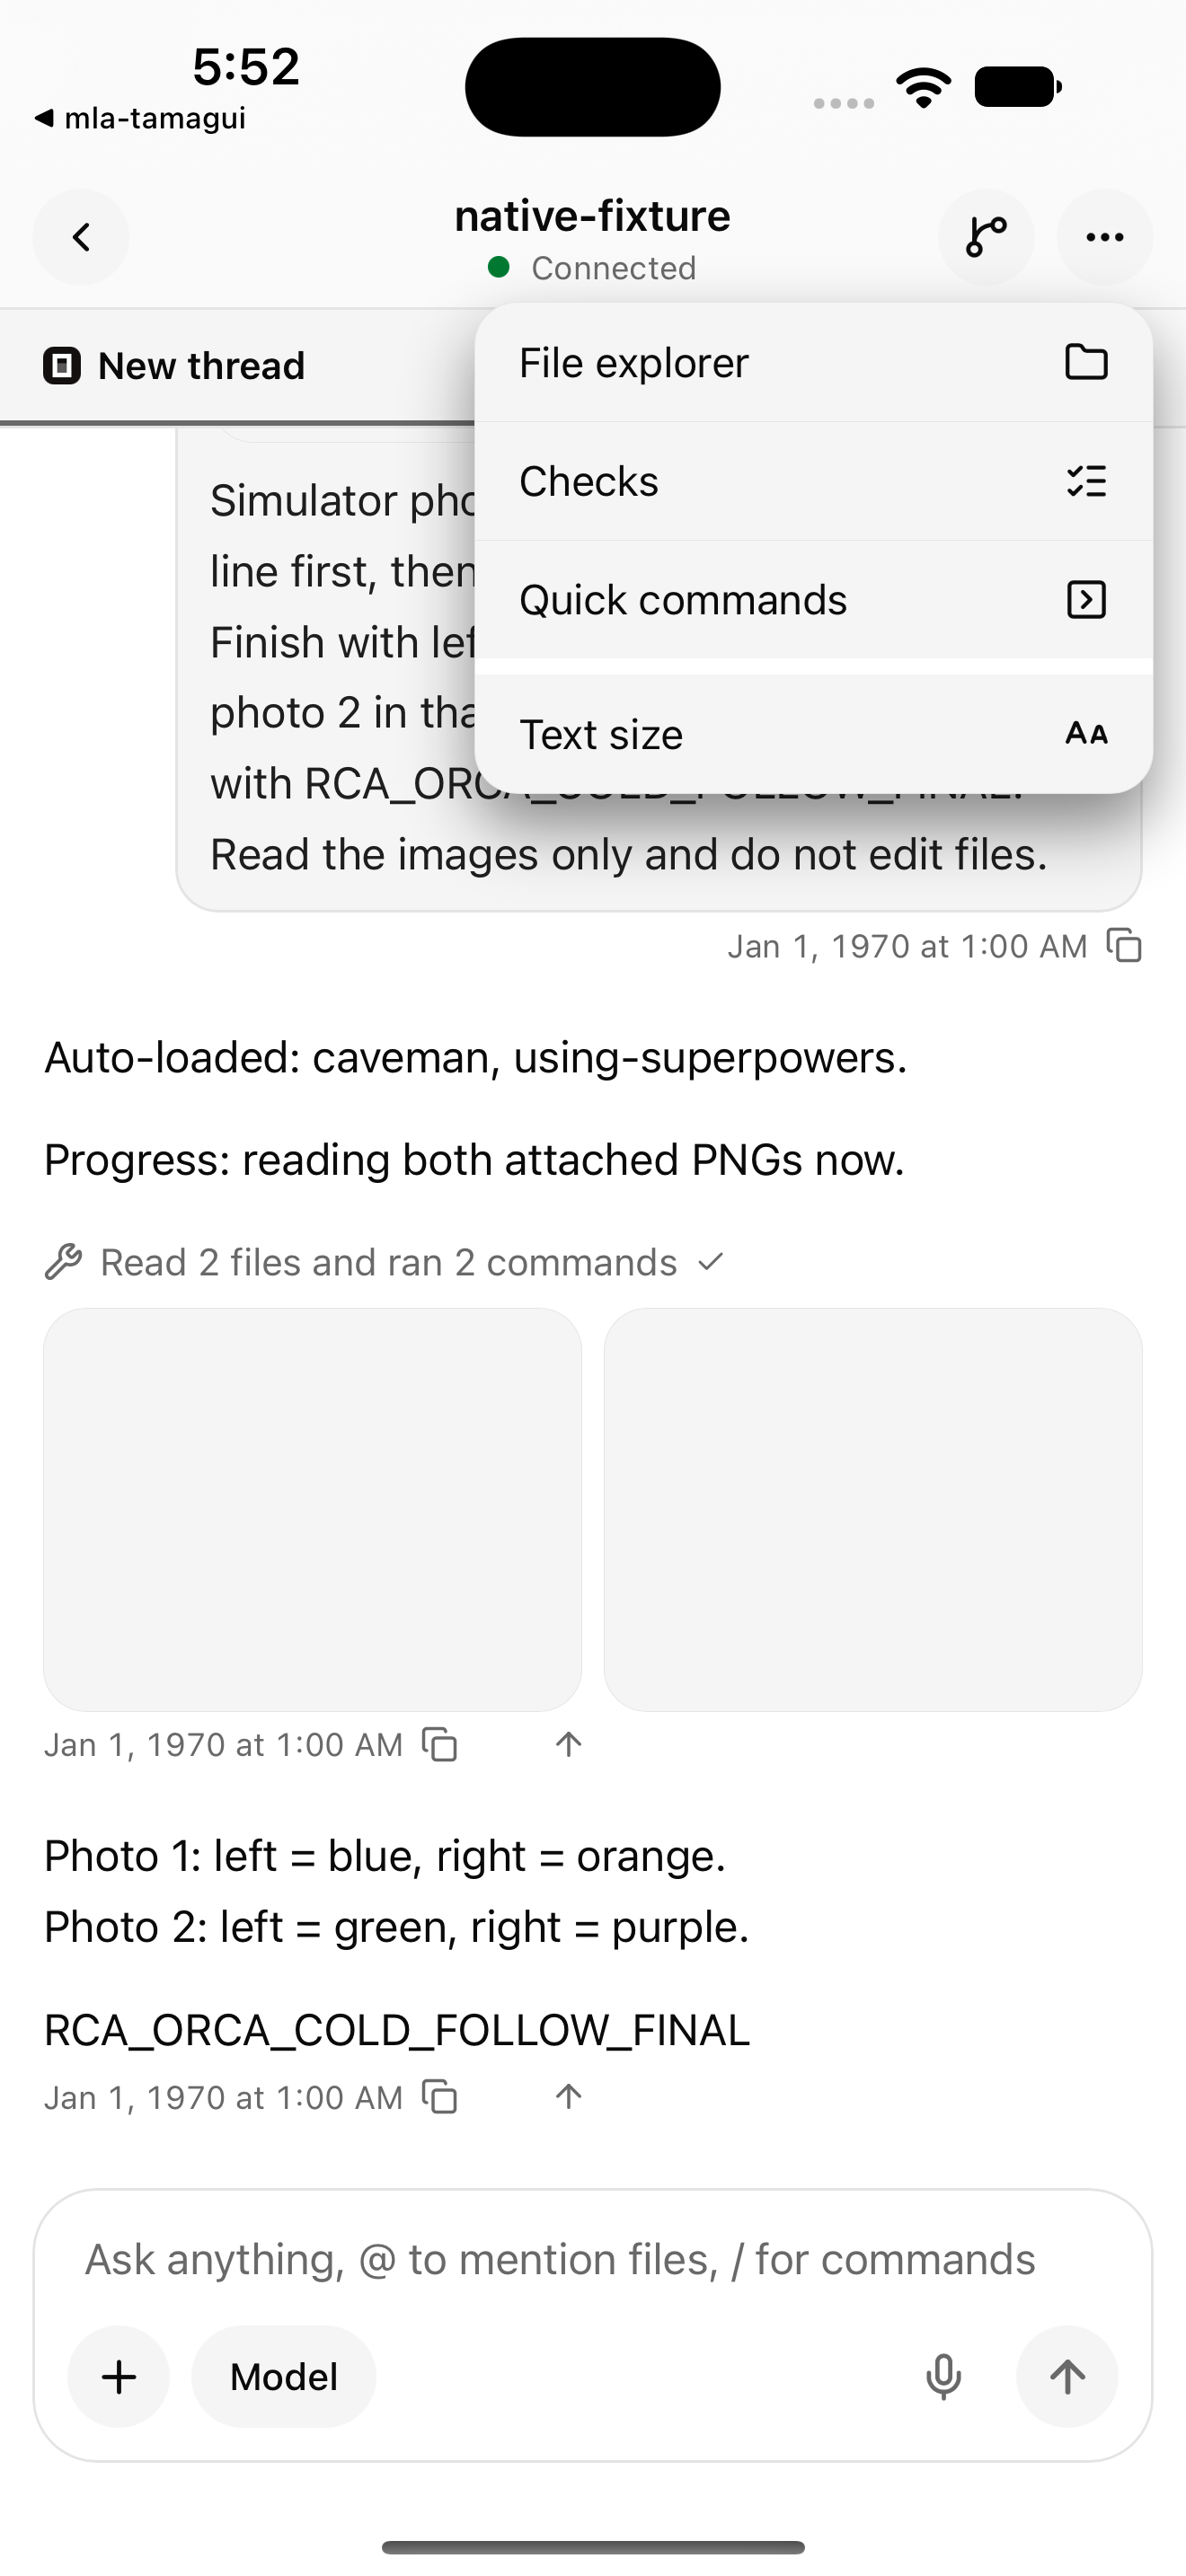 5:52
mla-tamagui
native-fixture
Connected
New thread
File explorer
Checks
Quick commands
Text size
Simulator
line first, then
Finish with
photo 2 in
with
Read the images only and do not edit files.
Jan 1, 1970 at 1:00 AM
Auto-loaded: caveman, using-superpowers.
Progress: reading both attached PNGs now.
Read 2 files and ran 2 commands
Jan 1, 1970 at 1:00 AM
Photo 1: left = blue, right = orange.
Photo 2: left = green, right = purple.
RCA_ORCA_COLD_FOLLOW_FINAL
Jan 1, 1970 at 1:00 AM
Ask anything, @ to mention files, / for commands
Model